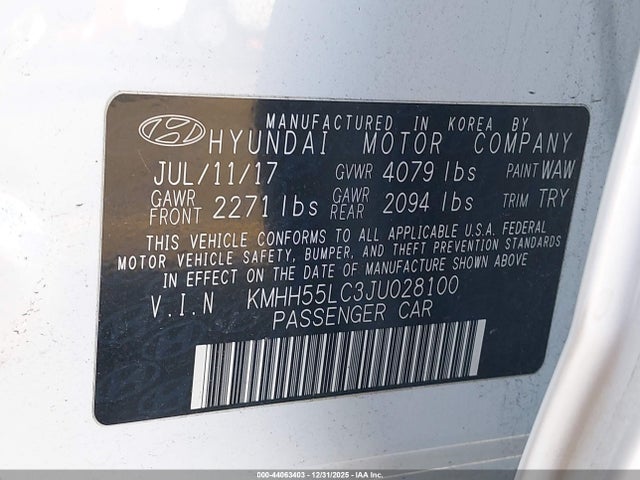 MANUFACTURED IN KOREA BY
HYUNDAI MOTOR COMPANY
JUL/11/17 GVWR 4079 lbs PAINT WAW
GAWR FRONT 2271 lbs GAWR REAR 2094 lbs TRIM TRY
THIS VEHICLE CONFORMS TO ALL APPLICABLE U.S.A. FEDERAL
MOTOR VEHICLE SAFETY, BUMPER, AND THEFT PREVENTION STANDARDS
IN EFFECT ON THE DATE OF MANUFACTURE SHOWN ABOVE.
V.I.N KMHH55LC3JU028100
PASSENGER CAR
000-44063403 - 12/31/2025 - IAAI, Inc.